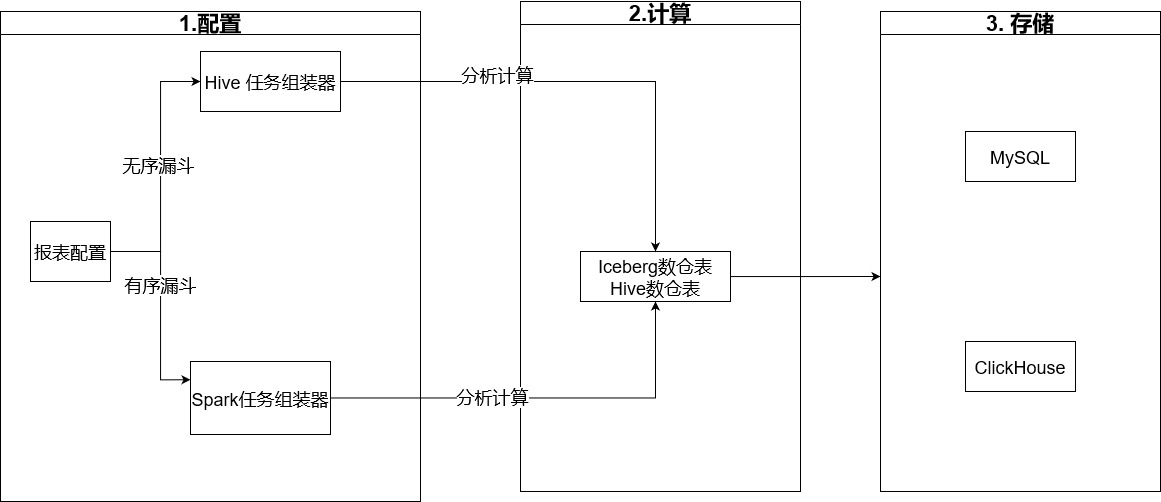 1.配置
Hive 任务组装器
无序漏斗
报表配置
有序漏斗
Spark任务组装器
分析计算
分析计算
2.计算
Iceberg数仓表
Hive数仓表
3. 存储
MySQL
ClickHouse